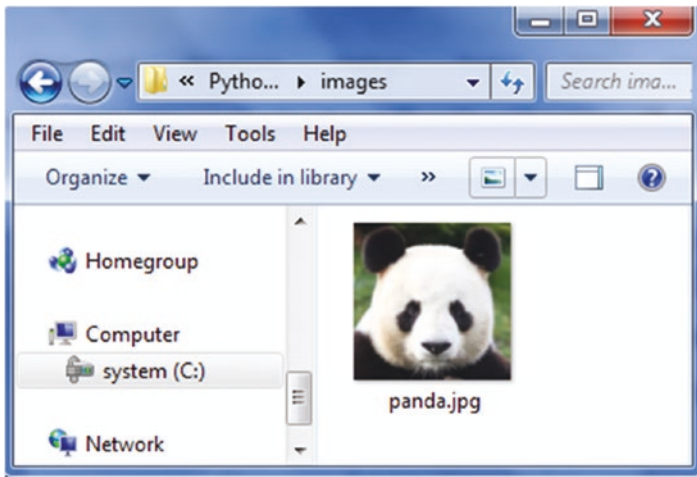 « Pytho... ▸ images Search ima...
File Edit View Tools Help
Organize Include in library »
Homegroup
Computer
system (C:)
Network
panda.jpg